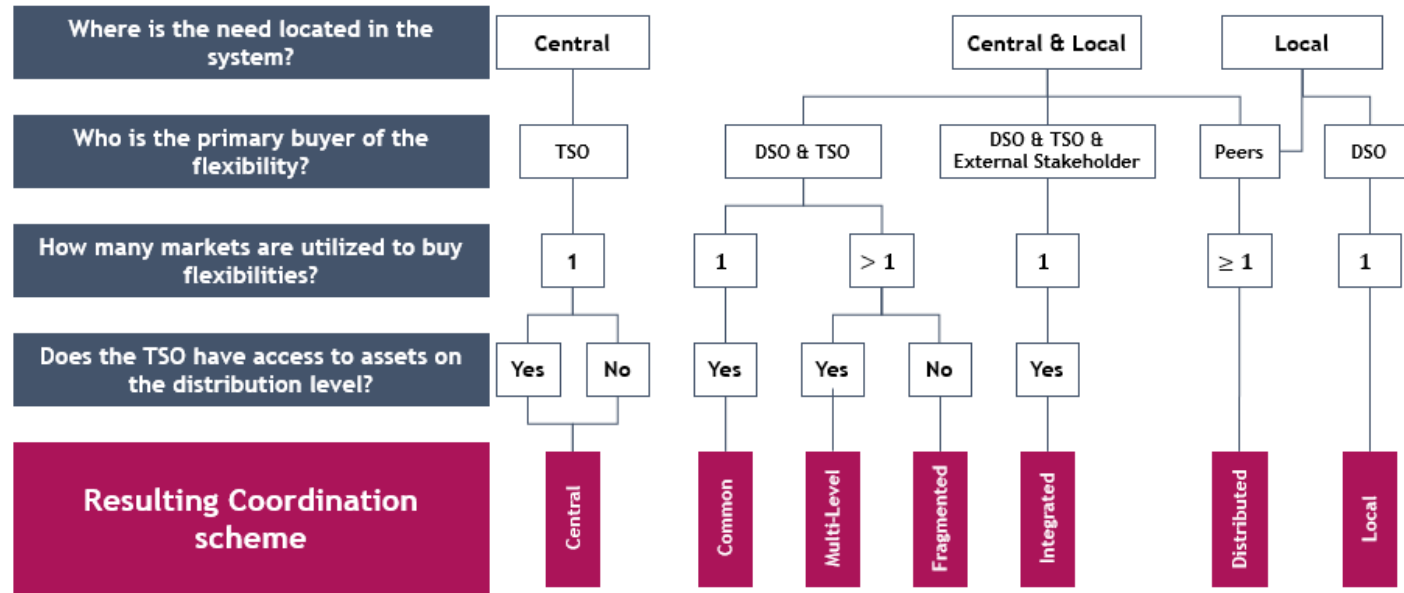 Where is the need located in the
system?
Central
Central & Local
Local
Who is the primary buyer of the
flexibility?
TSO
DSO & TSO
DSO & TSO &
External Stakeholder
Peers
DSO
How many markets are utilized to buy
flexibilities?
1
1
> 1
1
≥ 1
1
Does the TSO have access to assets on
the distribution level?
Yes
No
Yes
Yes
No
Yes
Resulting Coordination
scheme
Central
Common
Multi-Level
Fragmented
Integrated
Distributed
Local